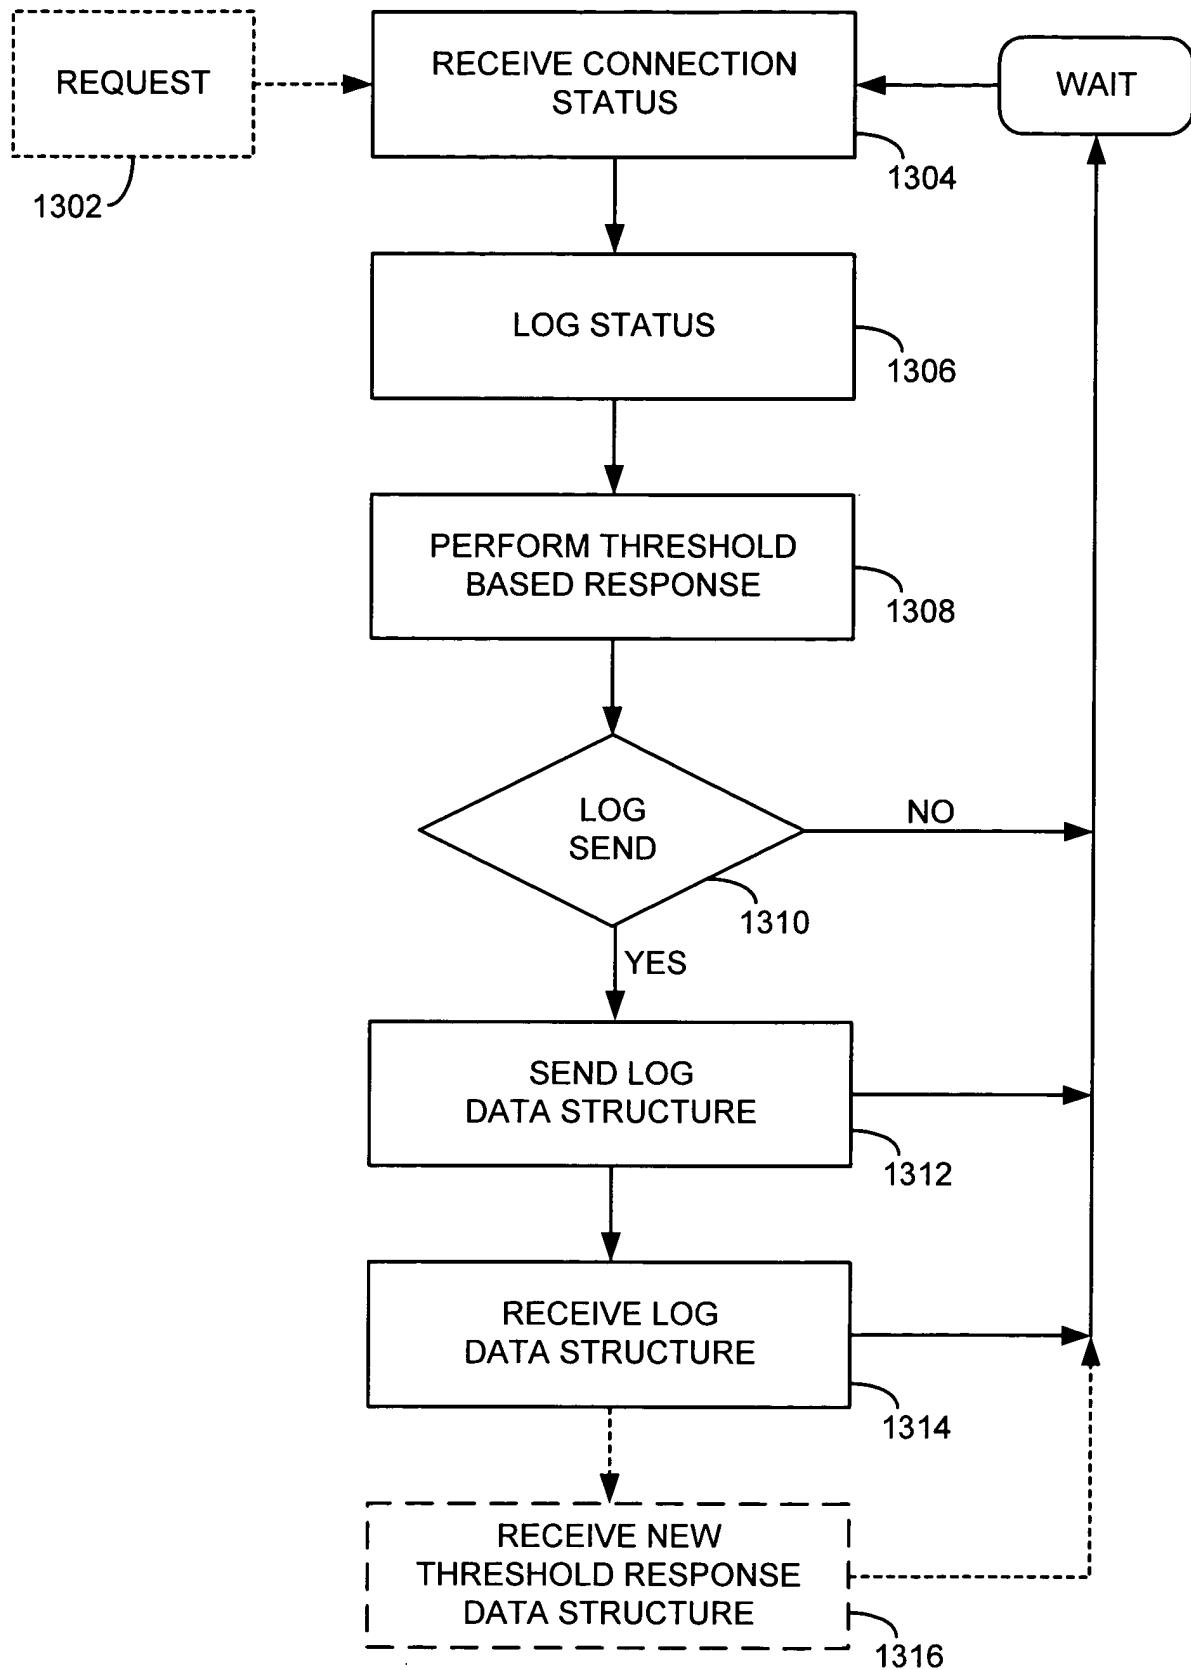 REQUEST
1302
RECEIVE CONNECTION
STATUS
1304
WAIT
LOG STATUS
1306
PERFORM THRESHOLD
BASED RESPONSE
1308
LOG
SEND
NO
1310
YES
SEND LOG
DATA STRUCTURE
1312
RECEIVE LOG
DATA STRUCTURE
1314
RECEIVE NEW
THRESHOLD RESPONSE
DATA STRUCTURE
1316